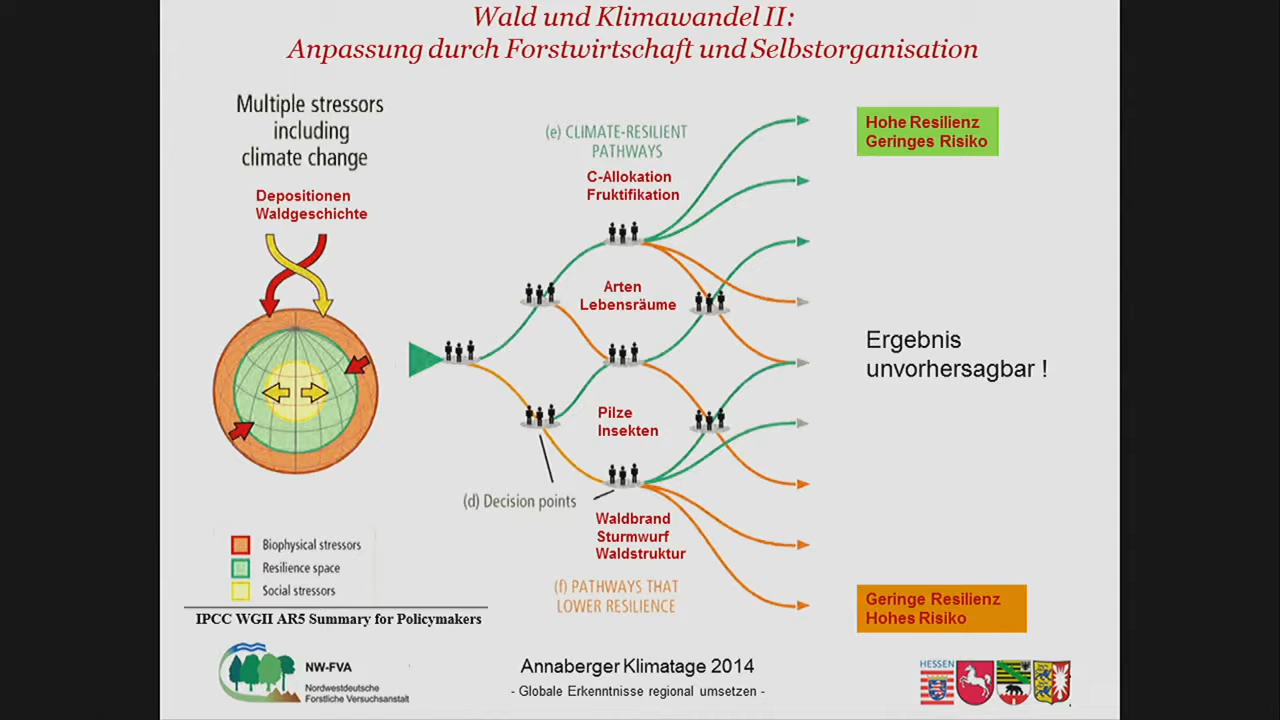 Wald und Klimawandel II:
Anpassung durch Forstwirtschaft und Selbstorganisation
Multiple stressors
including
climate change
Depositionen
Waldgeschichte
(e) CLIMATE-RESILIENT
PATHWAYS
C-Allokation
Fruktifikation
Hohe Resilienz
Geringes Risiko
Arten
Lebensräume
Ergebnis
unvorhersagbar !
Pilze
Insekten
(d) Decision points
Waldbrand
Sturmwurf
Waldstruktur
(f) PATHWAYS THAT
LOWER RESILIENCE
Geringe Resilienz
Hohes Risiko
Biophysical stressors
Resilience space
Social stressors
IPCC WGII AR5 Summary for Policymakers
NW-FVA
Nordwestdeutsche
Forstliche Versuchsanstalt
Annaberger Klimatage 2014
- Globale Erkenntnisse regional umsetzen -
HESSEN